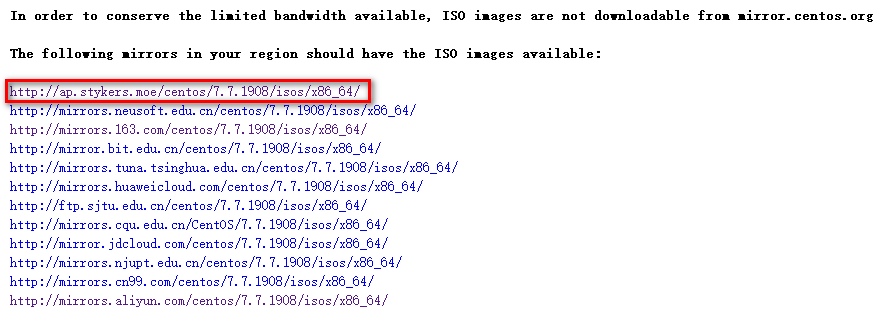 In order to conserve the limited bandwidth available, ISO images are not downloadable from mirror.centos.org
The following mirrors in your region should have the ISO images available:
http://ap.stykers.moe/centos/7.7.1908/isos/x86_64/
http://mirrors.neusoft.edu.cn/centos/7.7.1908/isos/x86_64/
http://mirrors.163.com/centos/7.7.1908/isos/x86_64/
http://mirror.bit.edu.cn/centos/7.7.1908/isos/x86_64/
http://mirrors.tuna.tsinghua.edu.cn/centos/7.7.1908/isos/x86_64/
http://mirrors.huaweicloud.com/centos/7.7.1908/isos/x86_64/
http://ftp.sjtu.edu.cn/centos/7.7.1908/isos/x86_64/
http://mirrors.cqu.edu.cn/CentOS/7.7.1908/isos/x86_64/
http://mirror.jdcloud.com/centos/7.7.1908/isos/x86_64/
http://mirrors.njupt.edu.cn/centos/7.7.1908/isos/x86_64/
http://mirrors.cn99.com/centos/7.7.1908/isos/x86_64/
http://mirrors.aliyun.com/centos/7.7.1908/isos/x86_64/